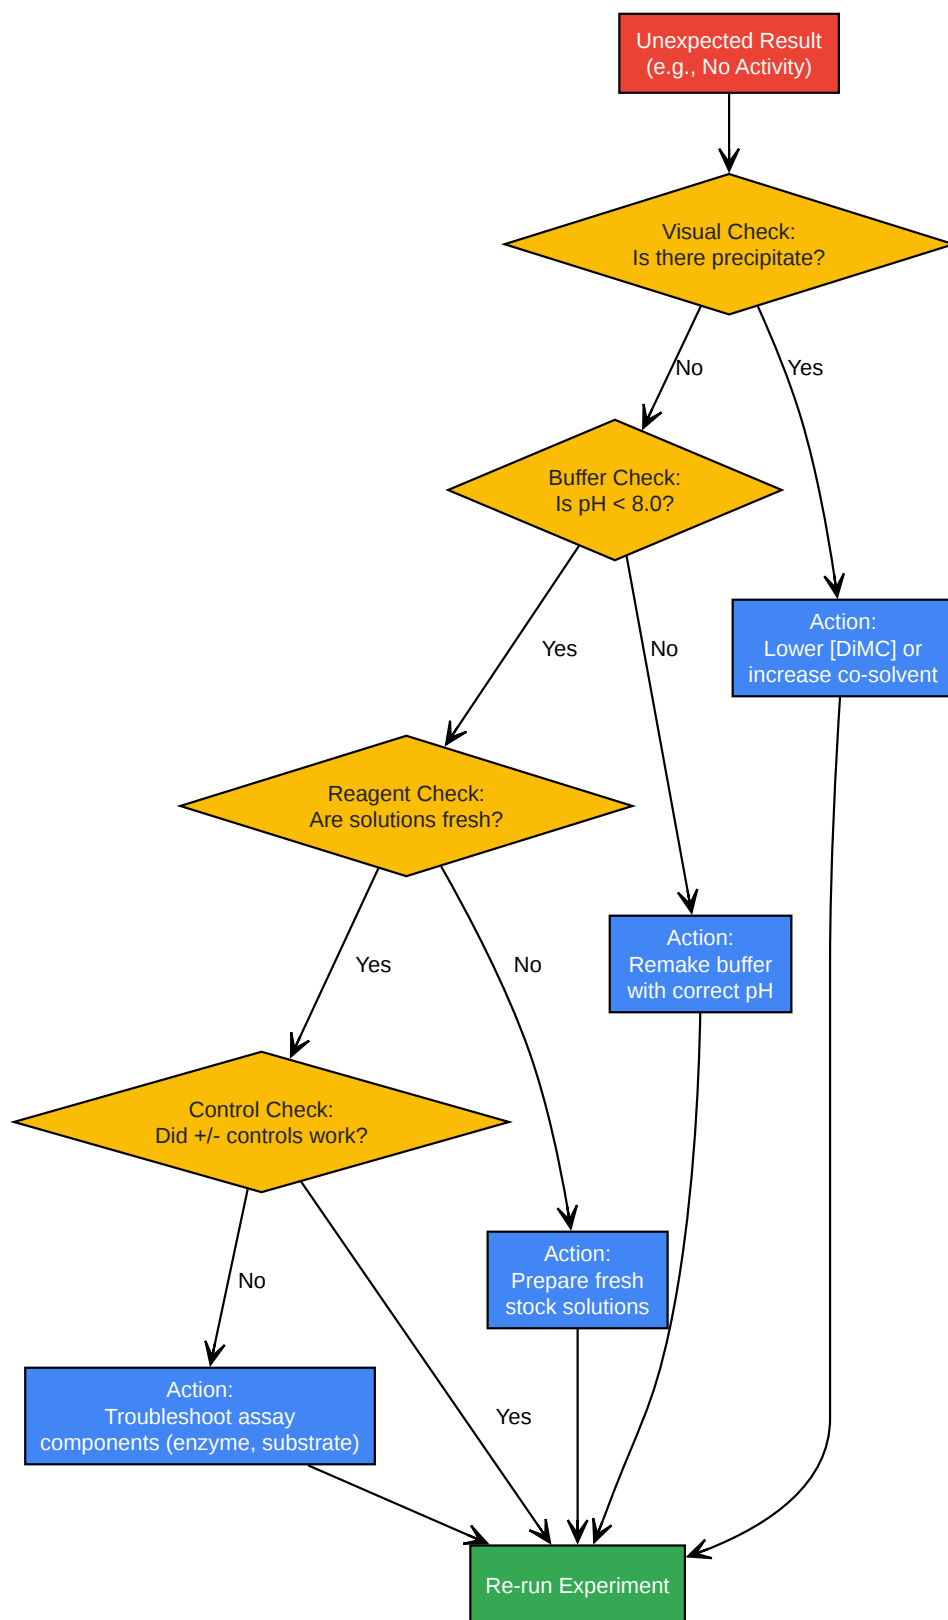 Unexpected Result
(e.g., No Activity)
Visual Check:
Is there precipitate?
No
Yes
Buffer Check:
Is pH < 8.0?
Action:
Lower [DiMC] or
increase co-solvent
Yes
No
Reagent Check:
Are solutions fresh?
Action:
Remake buffer
with correct pH
Yes
No
Control Check:
Did +/- controls work?
Action:
Prepare fresh
stock solutions
No
Yes
Action:
Troubleshoot assay
components (enzyme, substrate)
Re-run Experiment